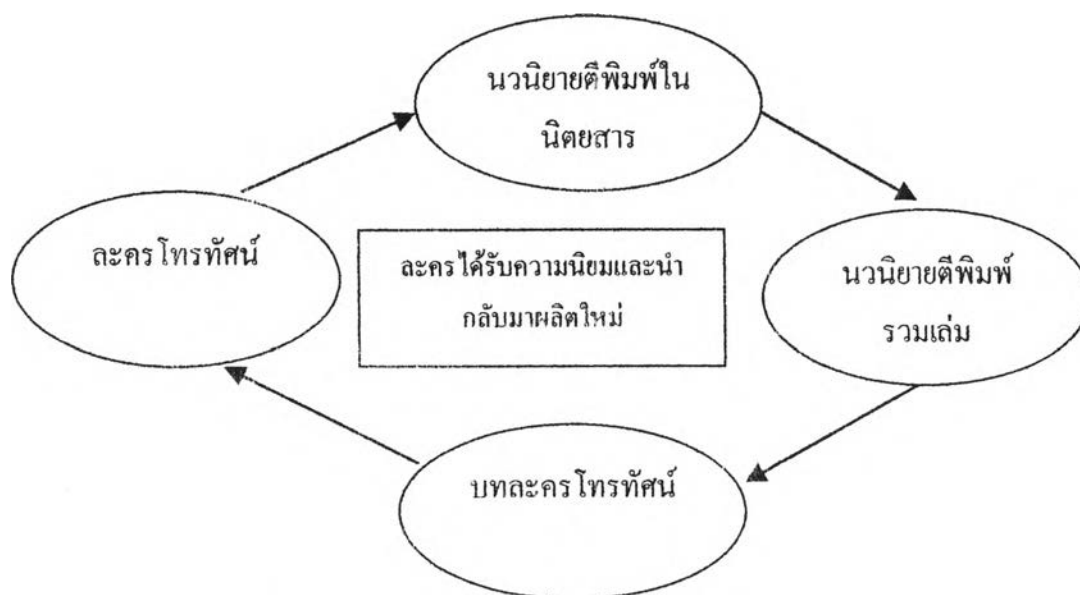 นวนิยายตีพิมพ์ใน
นิตยสาร
ละครโทรทัศน์
ละครได้รับความนิยมและนำ
กลับมาผลิตใหม่
นวนิยายตีพิมพ์
รวมเล่ม
บทละครโทรทัศน์